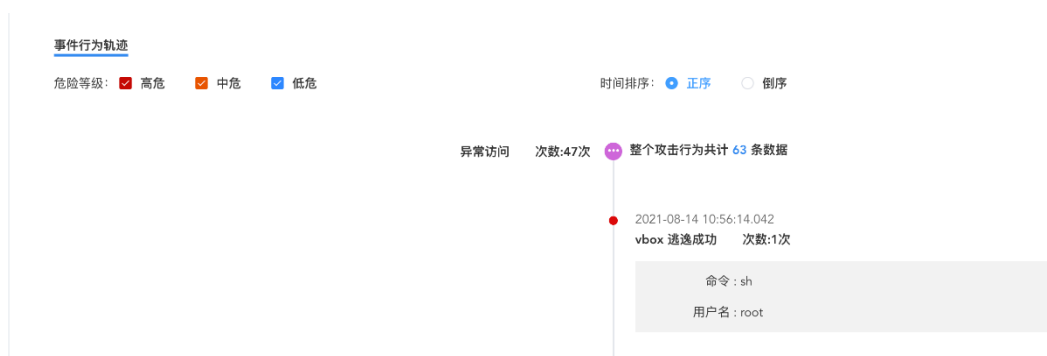 事件行为轨迹
危险等级: 高危 中危 低危 时间排序: 正序 倒序
异常访问 次数:47次 整个攻击行为共计 63 条数据
2021-08-14 10:56:14.042
vbox 逃逸成功 次数:1次
命令 : sh
用户名 : root